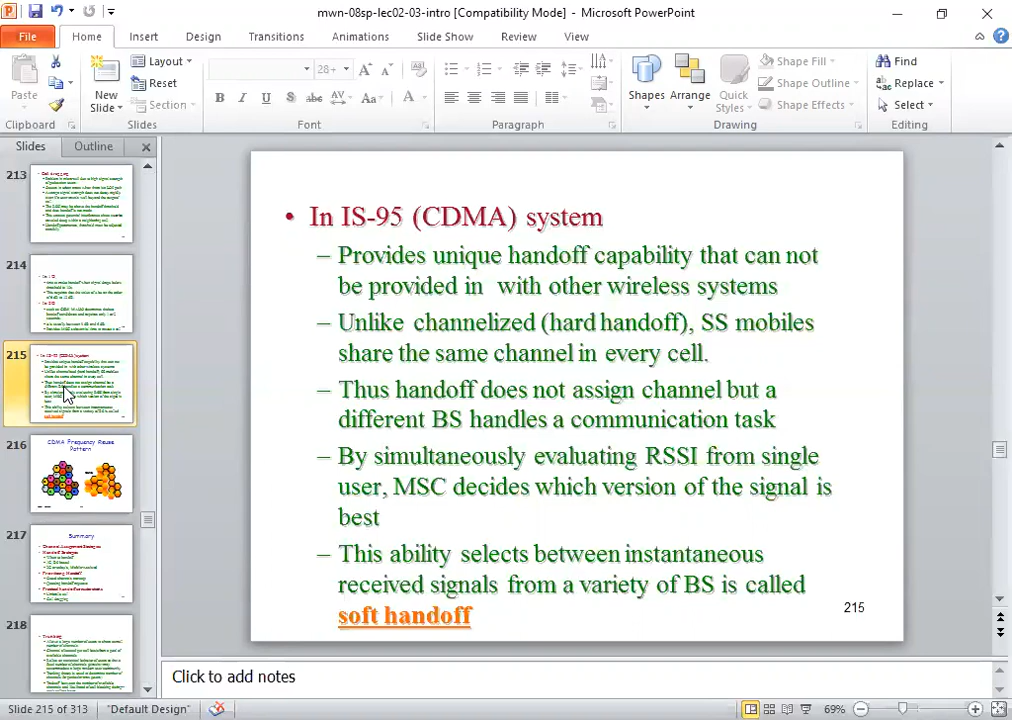 mwn-08sp-lec02-03-intro [Compatibility Mode] - Microsoft PowerPoint
File Home Insert Design Transitions Animations Slide Show Review View
Paste
New Slide
Layout
Reset
Section
28
B I U S abc AV Aa A
Shapes Arrange Quick Styles
Shape Fill
Shape Outline
Shape Effects
Find
Replace
Select
Clipboard Slides Font Paragraph Drawing Editing
Slides Outline
213
214
215
216
CDMA Frequency Reuse
Pattern
217
Summary
218
• In IS-95 (CDMA) system
– Provides unique handoff capability that can not
be provided in with other wireless systems
– Unlike channelized (hard handoff), SS mobiles
share the same channel in every cell.
– Thus handoff does not assign channel but a
different BS handles a communication task
– By simultaneously evaluating RSSI from single
user, MSC decides which version of the signal is
best
– This ability selects between instantaneous
received signals from a variety of BS is called
soft handoff
215
Click to add notes
Slide 215 of 313 "Default Design" 69%